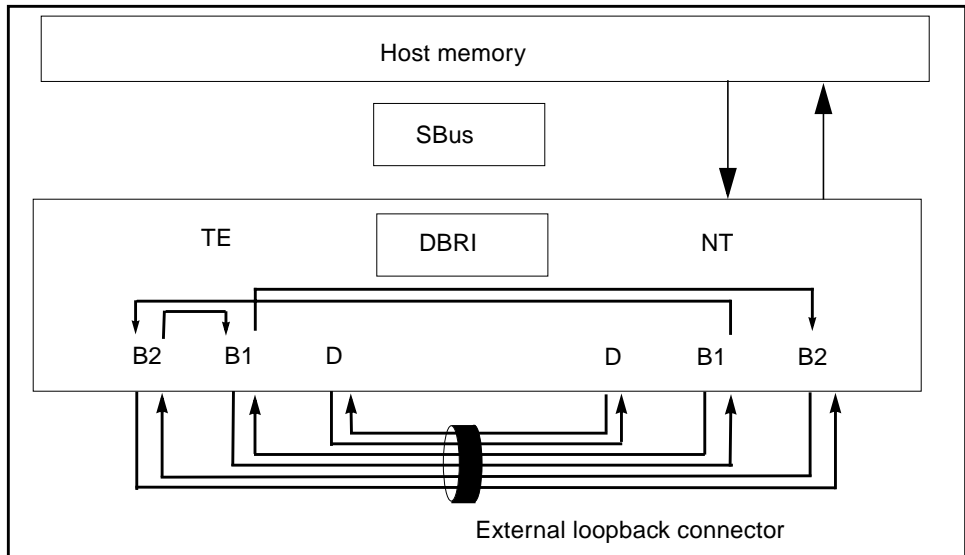 Host memory
SBus
TE DBRI NT
B2 B1 D D B1 B2
External loopback connector